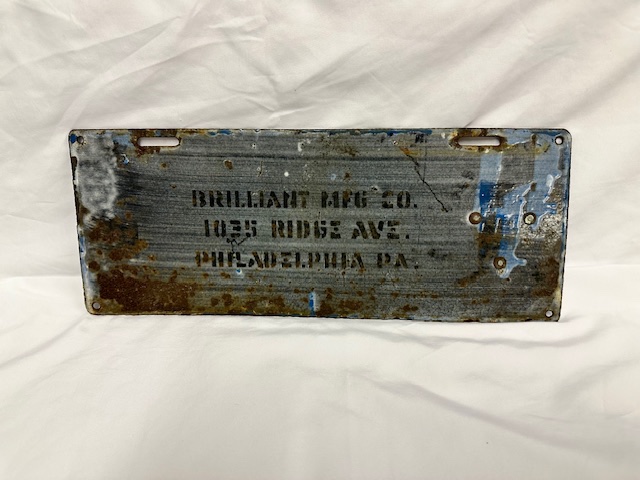 BRILLIANT MFG CO.
1035 RIDGE AVE.
PHILADELPHIA PA.